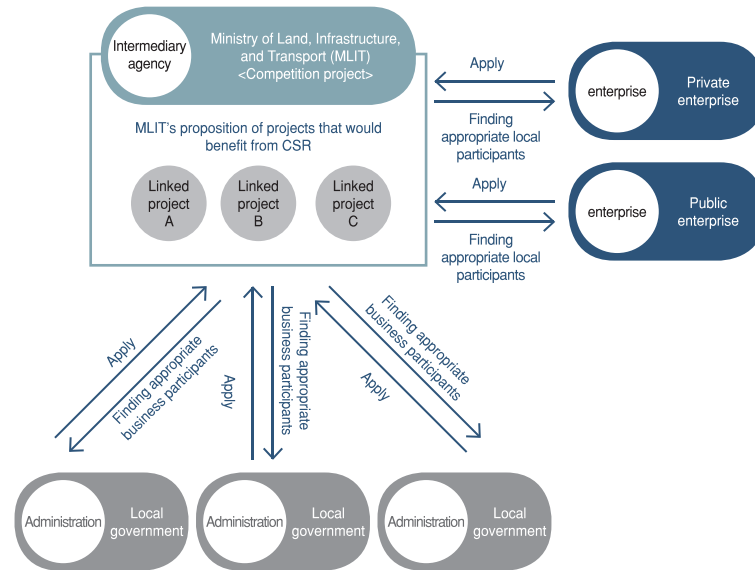 Intermediary
agency
Ministry of Land, Infrastructure,
and Transport (MLIT)
<Competition project>
MLIT's proposition of projects that would
benefit from CSR
Linked
project
A
Linked
project
B
Linked
project
C
Apply
Finding
appropriate local
participants
enterprise
Private
enterprise
Apply
Finding
appropriate local
participants
enterprise
Public
enterprise
Apply
Finding appropriate
business participants
Apply
Finding appropriate
business participants
Apply
Finding appropriate
business participants
Administration
Local
government
Administration
Local
government
Administration
Local
government